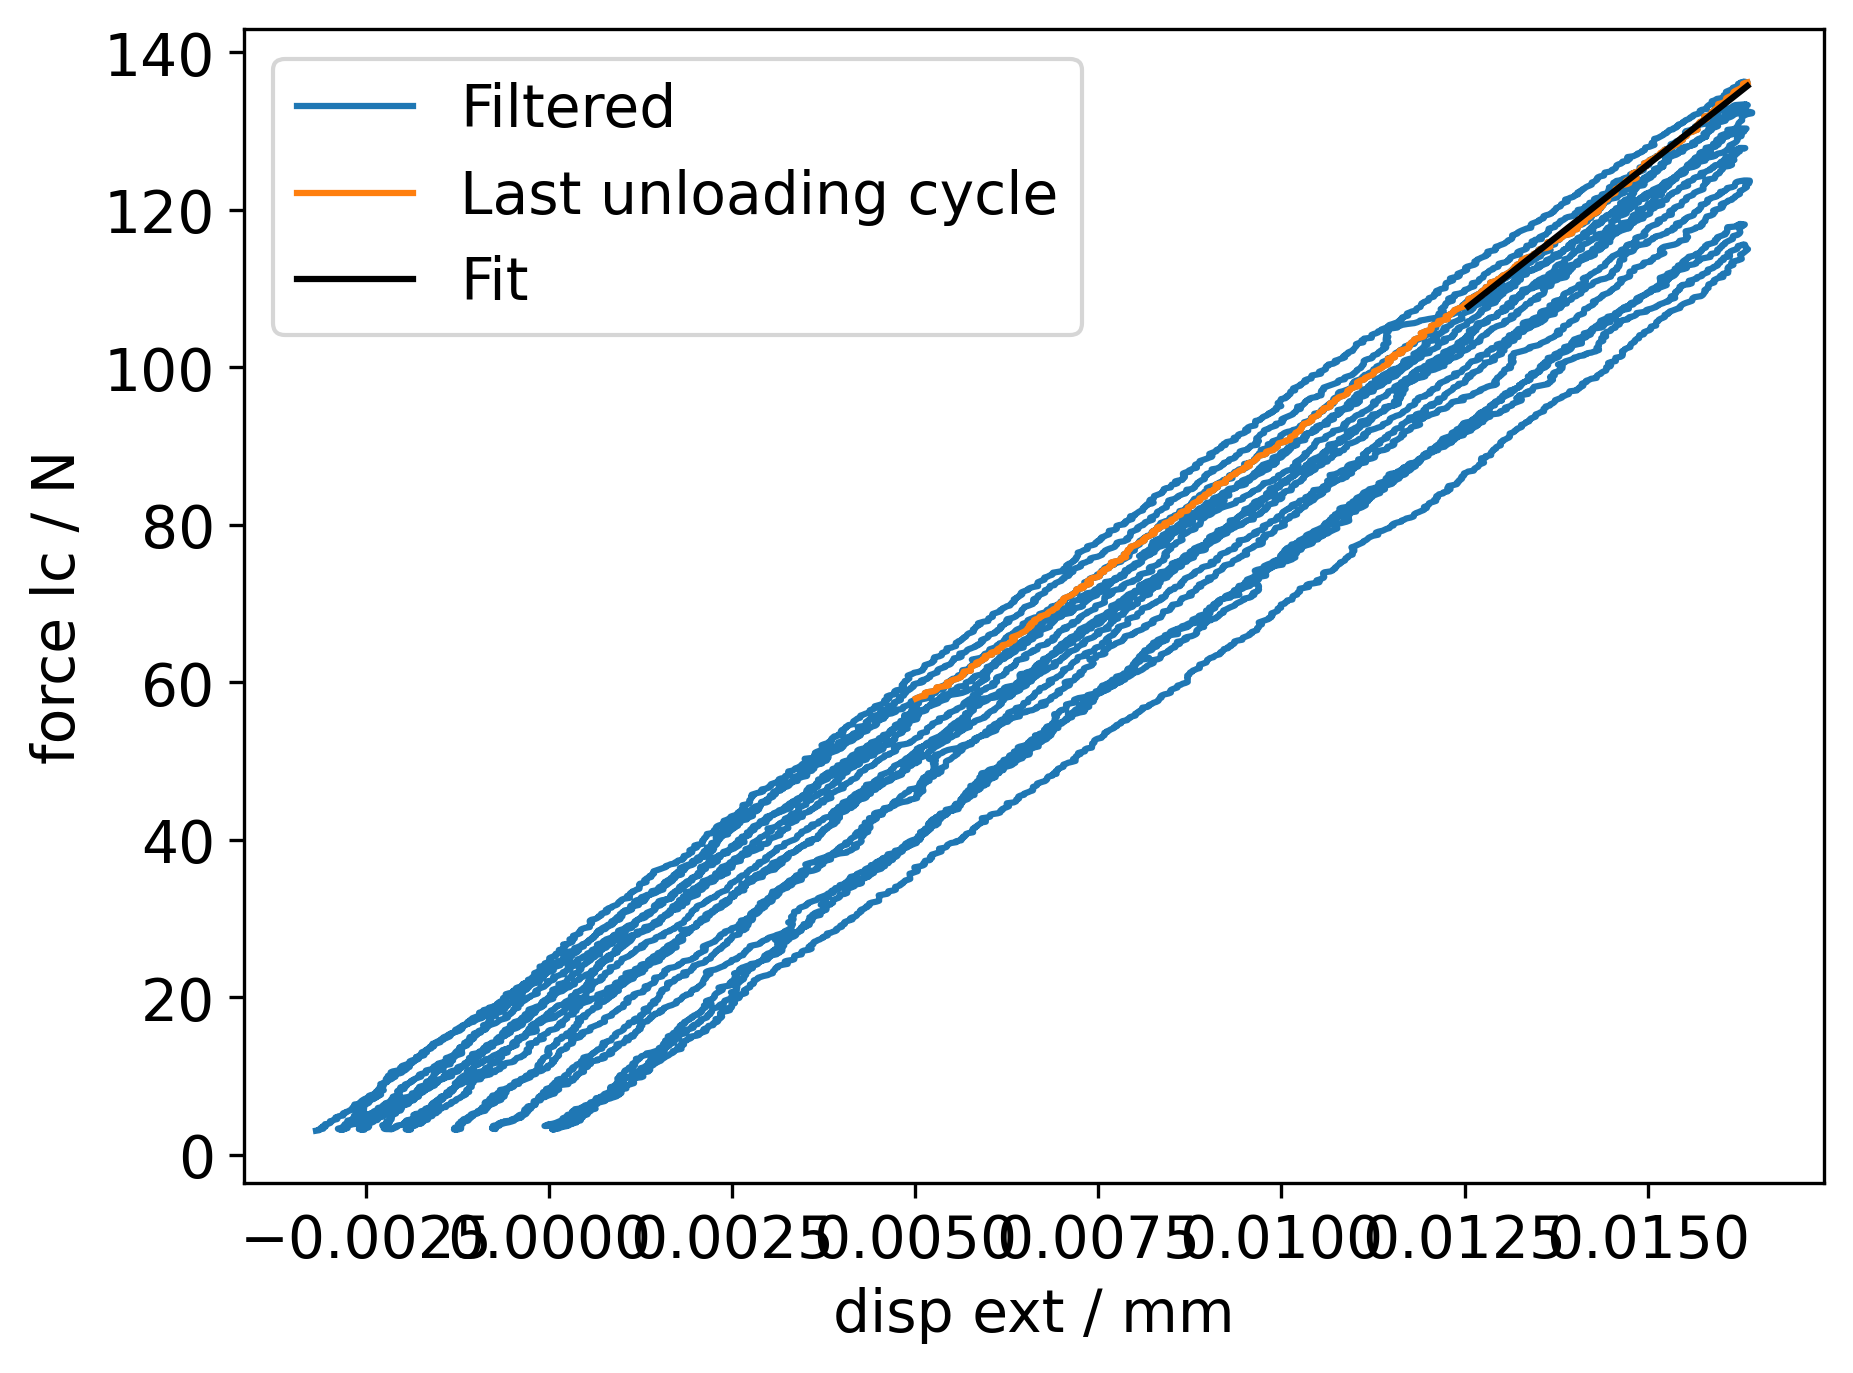 140
120
100
80
60
40
20
0
force lc / N
Filtered
Last unloading cycle
Fit
−0.0025 0.0000 0.0025 0.0050 0.0075 0.0100 0.0125 0.0150
disp ext / mm